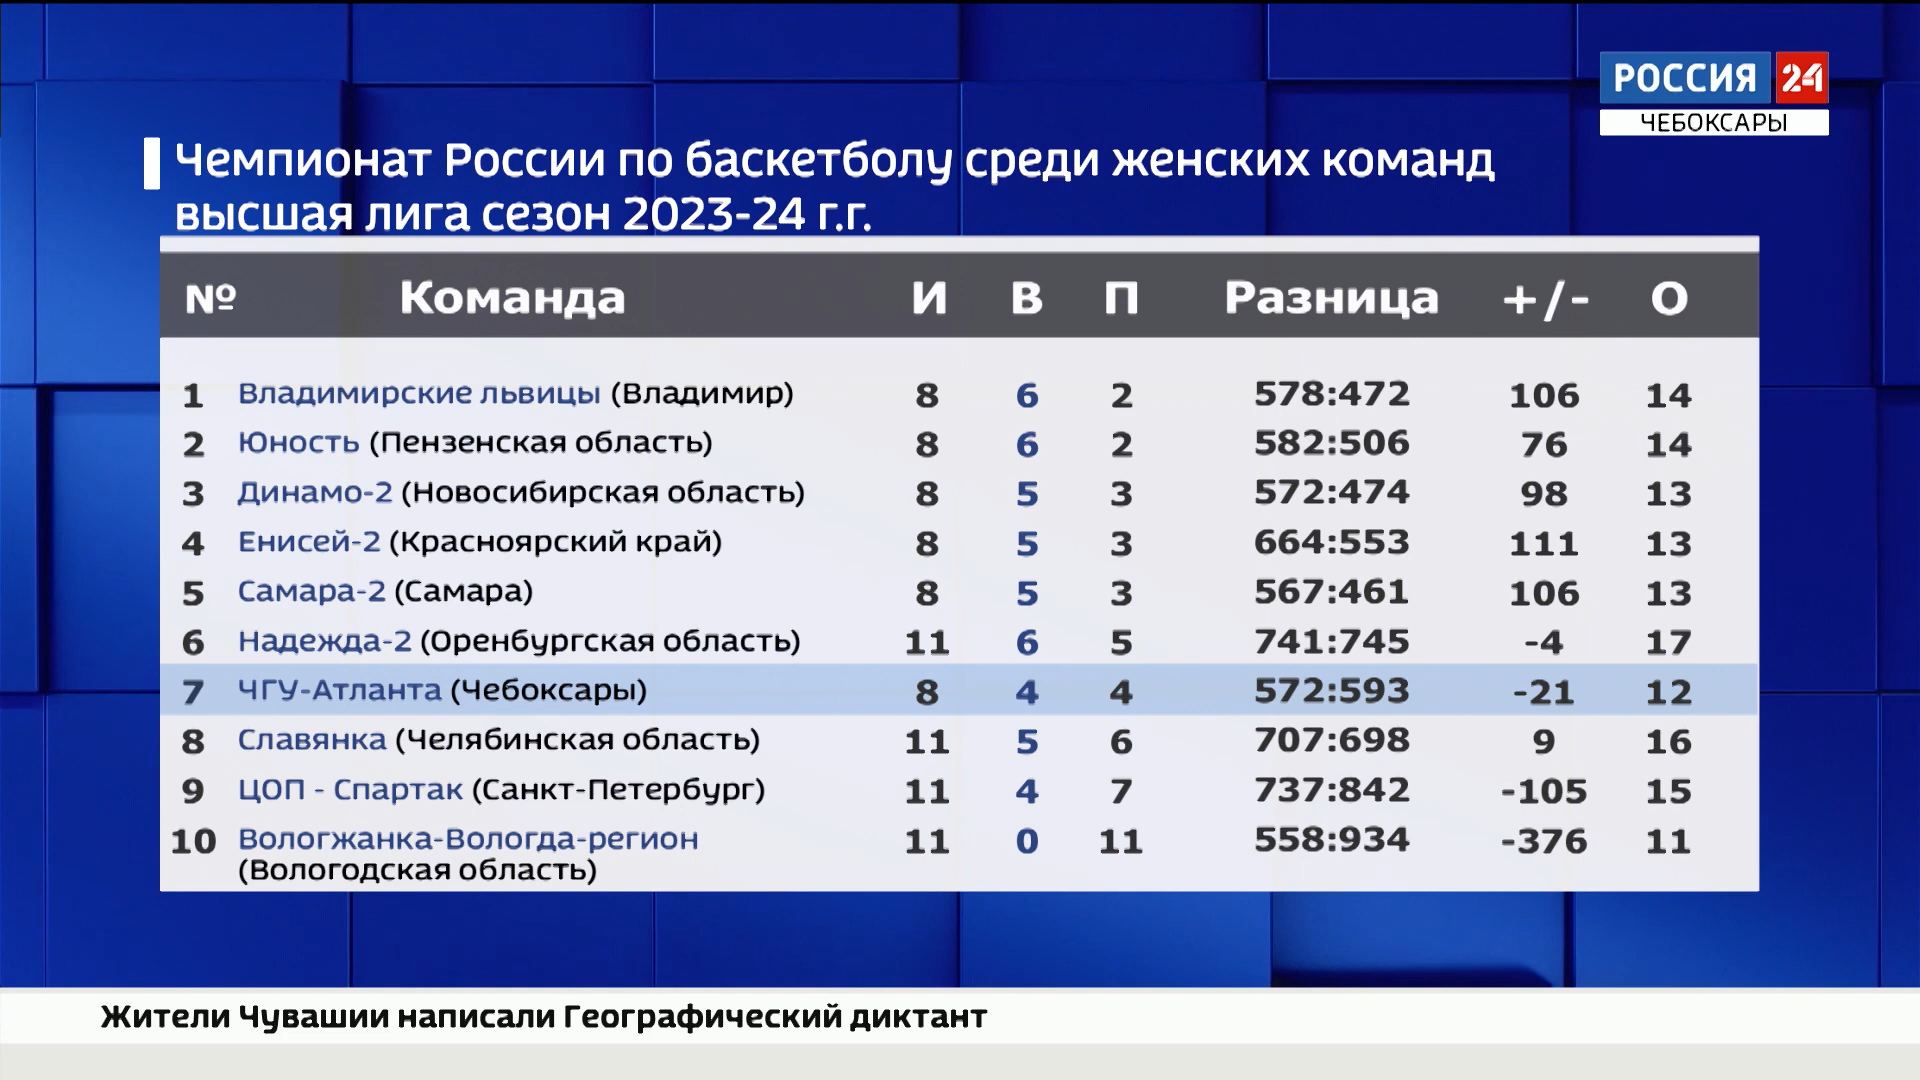 РОССИЯ 24
ЧЕБОКСАРЫ
Чемпионат России по баскетболу среди женских команд
высшая лига сезон 2023-24 г.г.
№ Команда И В П Разница +/- О
1 Владимирские львицы (Владимир) 8 6 2 578:472 106 14
2 Юность (Пензенская область) 8 6 2 582:506 76 14
3 Динамо-2 (Новосибирская область) 8 5 3 572:474 98 13
4 Енисей-2 (Красноярский край) 8 5 3 664:553 111 13
5 Самара-2 (Самара) 8 5 3 567:461 106 13
6 Надежда-2 (Оренбургская область) 11 6 5 741:745 -4 17
7 ЧГУ-Атланта (Чебоксары) 8 4 4 572:593 -21 12
8 Славянка (Челябинская область) 11 5 6 707:698 9 16
9 ЦОП - Спартак (Санкт-Петербург) 11 4 7 737:842 -105 15
10 Вологжанка-Вологда-регион 11 0 11 558:934 -376 11
(Вологодская область)
Жители Чувашии написали Географический диктант